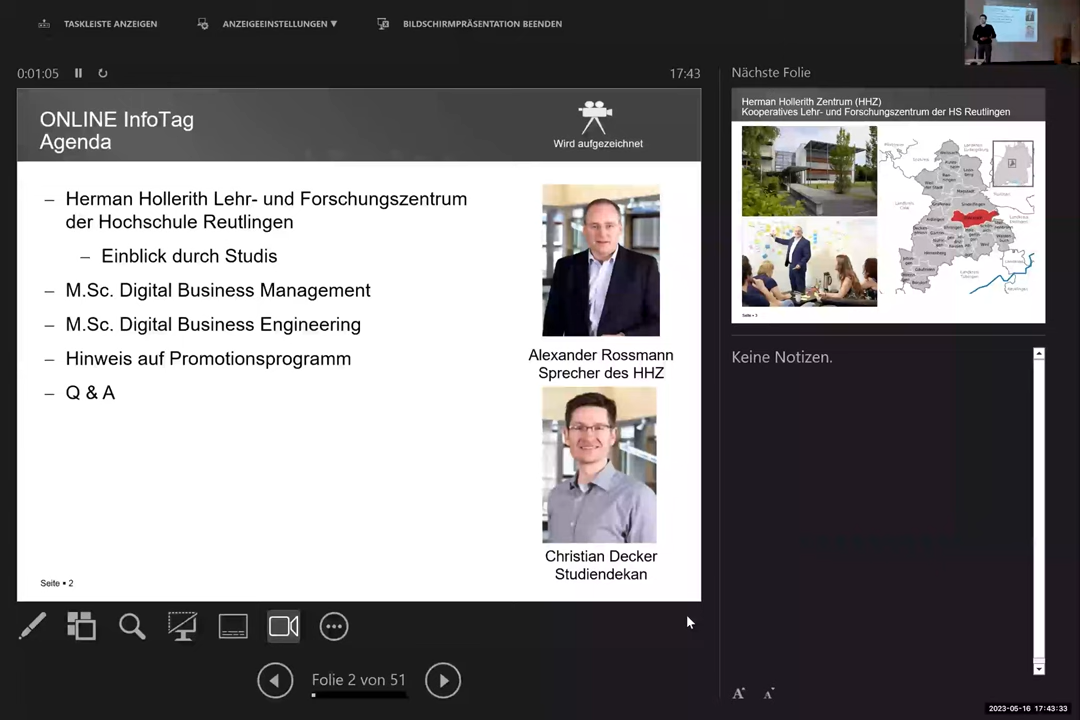 TASKLEISTE ANZEIGEN
ANZEIGEEINSTELLUNGEN ▼
BILDSCHIRMPRÄSENTATION BEENDEN
0:01:05
17:43
ONLINE InfoTag
Agenda
Wird aufgezeichnet
– Herman Hollerith Lehr- und Forschungszentrum
der Hochschule Reutlingen
– Einblick durch Studis
– M.Sc. Digital Business Management
– M.Sc. Digital Business Engineering
– Hinweis auf Promotionsprogramm
– Q & A
Alexander Rossmann
Sprecher des HHZ
Christian Decker
Studiendekan
Seite ▪ 2
Folie 2 von 51
Nächste Folie
Herman Hollerith Zentrum (HHZ)
Kooperatives Lehr- und Forschungszentrum der HS Reutlingen
Seite ▪ 3
Keine Notizen.
A A
2023-05-16 17:43:33